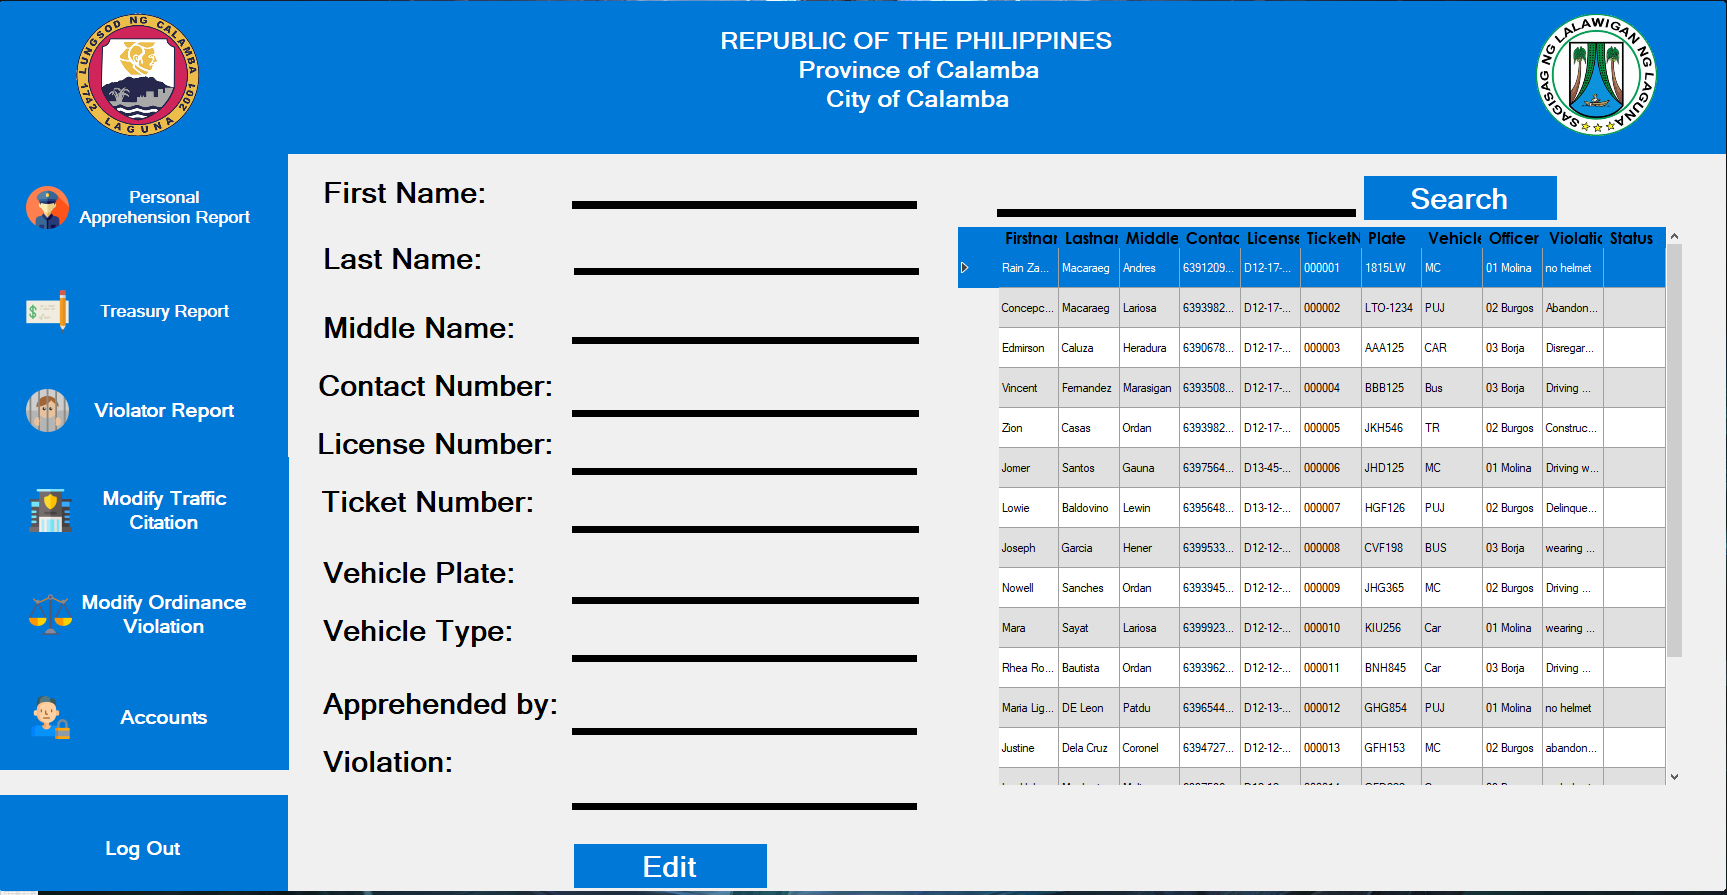 LUNGSOD NG CALAMBA
1742
2001
LAGUNA
REPUBLIC OF THE PHILIPPINES
Province of Calamba
City of Calamba
SAGISAG NG LALAWIGAN NG LAGUNA
Personal
Apprehension Report
Treasury Report
Violator Report
Modify Traffic
Citation
Modify Ordinance
Violation
Accounts
Log Out
First Name:
Last Name:
Middle Name:
Contact Number:
License Number:
Ticket Number:
Vehicle Plate:
Vehicle Type:
Apprehended by:
Violation:
Edit
Search
Firstnar Lastnar Middle Contac License TicketN Plate Vehicle Officer Violatic Status
Rain Za... Macaraeg Andres 6391209... D12-17-... 000001 1815LW MC 01 Molina no helmet
Concepc... Macaraeg Lariosa 6393982... D12-17-... 000002 LTO-1234 PUJ 02 Burgos Abandon...
Edmirson Caluza Heradura 6390678... D12-17-... 000003 AAA125 CAR 03 Borja Disregar...
Vincent Fernandez Marasigan 6393508... D12-17-... 000004 BBB125 Bus 03 Borja Driving ...
Zion Casas Ordan 6393982... D12-17-... 000005 JKH546 TR 02 Burgos Construc...
Jomer Santos Gauna 6397564... D13-45-... 000006 JHD125 MC 01 Molina Driving w...
Lowie Baldovino Lewin 6395648... D13-12-... 000007 HGF126 PUJ 02 Burgos Delinque...
Joseph Garcia Hener 6399533... D12-12-... 000008 CVF198 BUS 03 Borja wearing ...
Nowell Sanches Ordan 6393945... D12-12-... 000009 JHG365 MC 02 Burgos Driving ...
Mara Sayat Lariosa 6399923... D12-12-... 000010 KIU256 Car 01 Molina wearing ...
Rhea Ro... Bautista Ordan 6393962... D12-12-... 000011 BNH845 Car 03 Borja Driving ...
Maria Lig... DE Leon Patdu 6396544... D12-13-... 000012 GHG854 PUJ 01 Molina no helmet
Justine Dela Cruz Coronel 6394727... D12-12-... 000013 GFH153 MC 02 Burgos abandon...